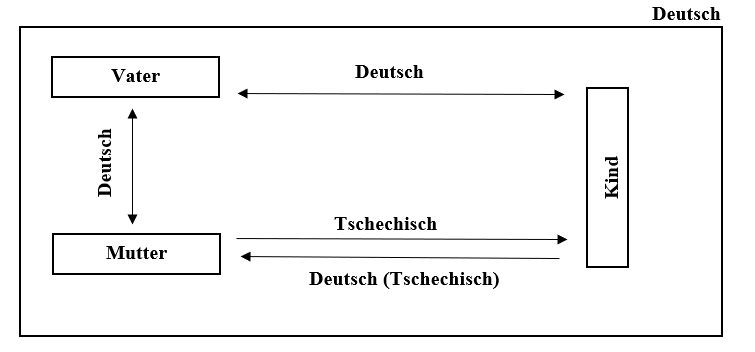 Deutsch
Vater
Deutsch
Deutsch
Kind
Tschechisch
Mutter
Deutsch (Tschechisch)